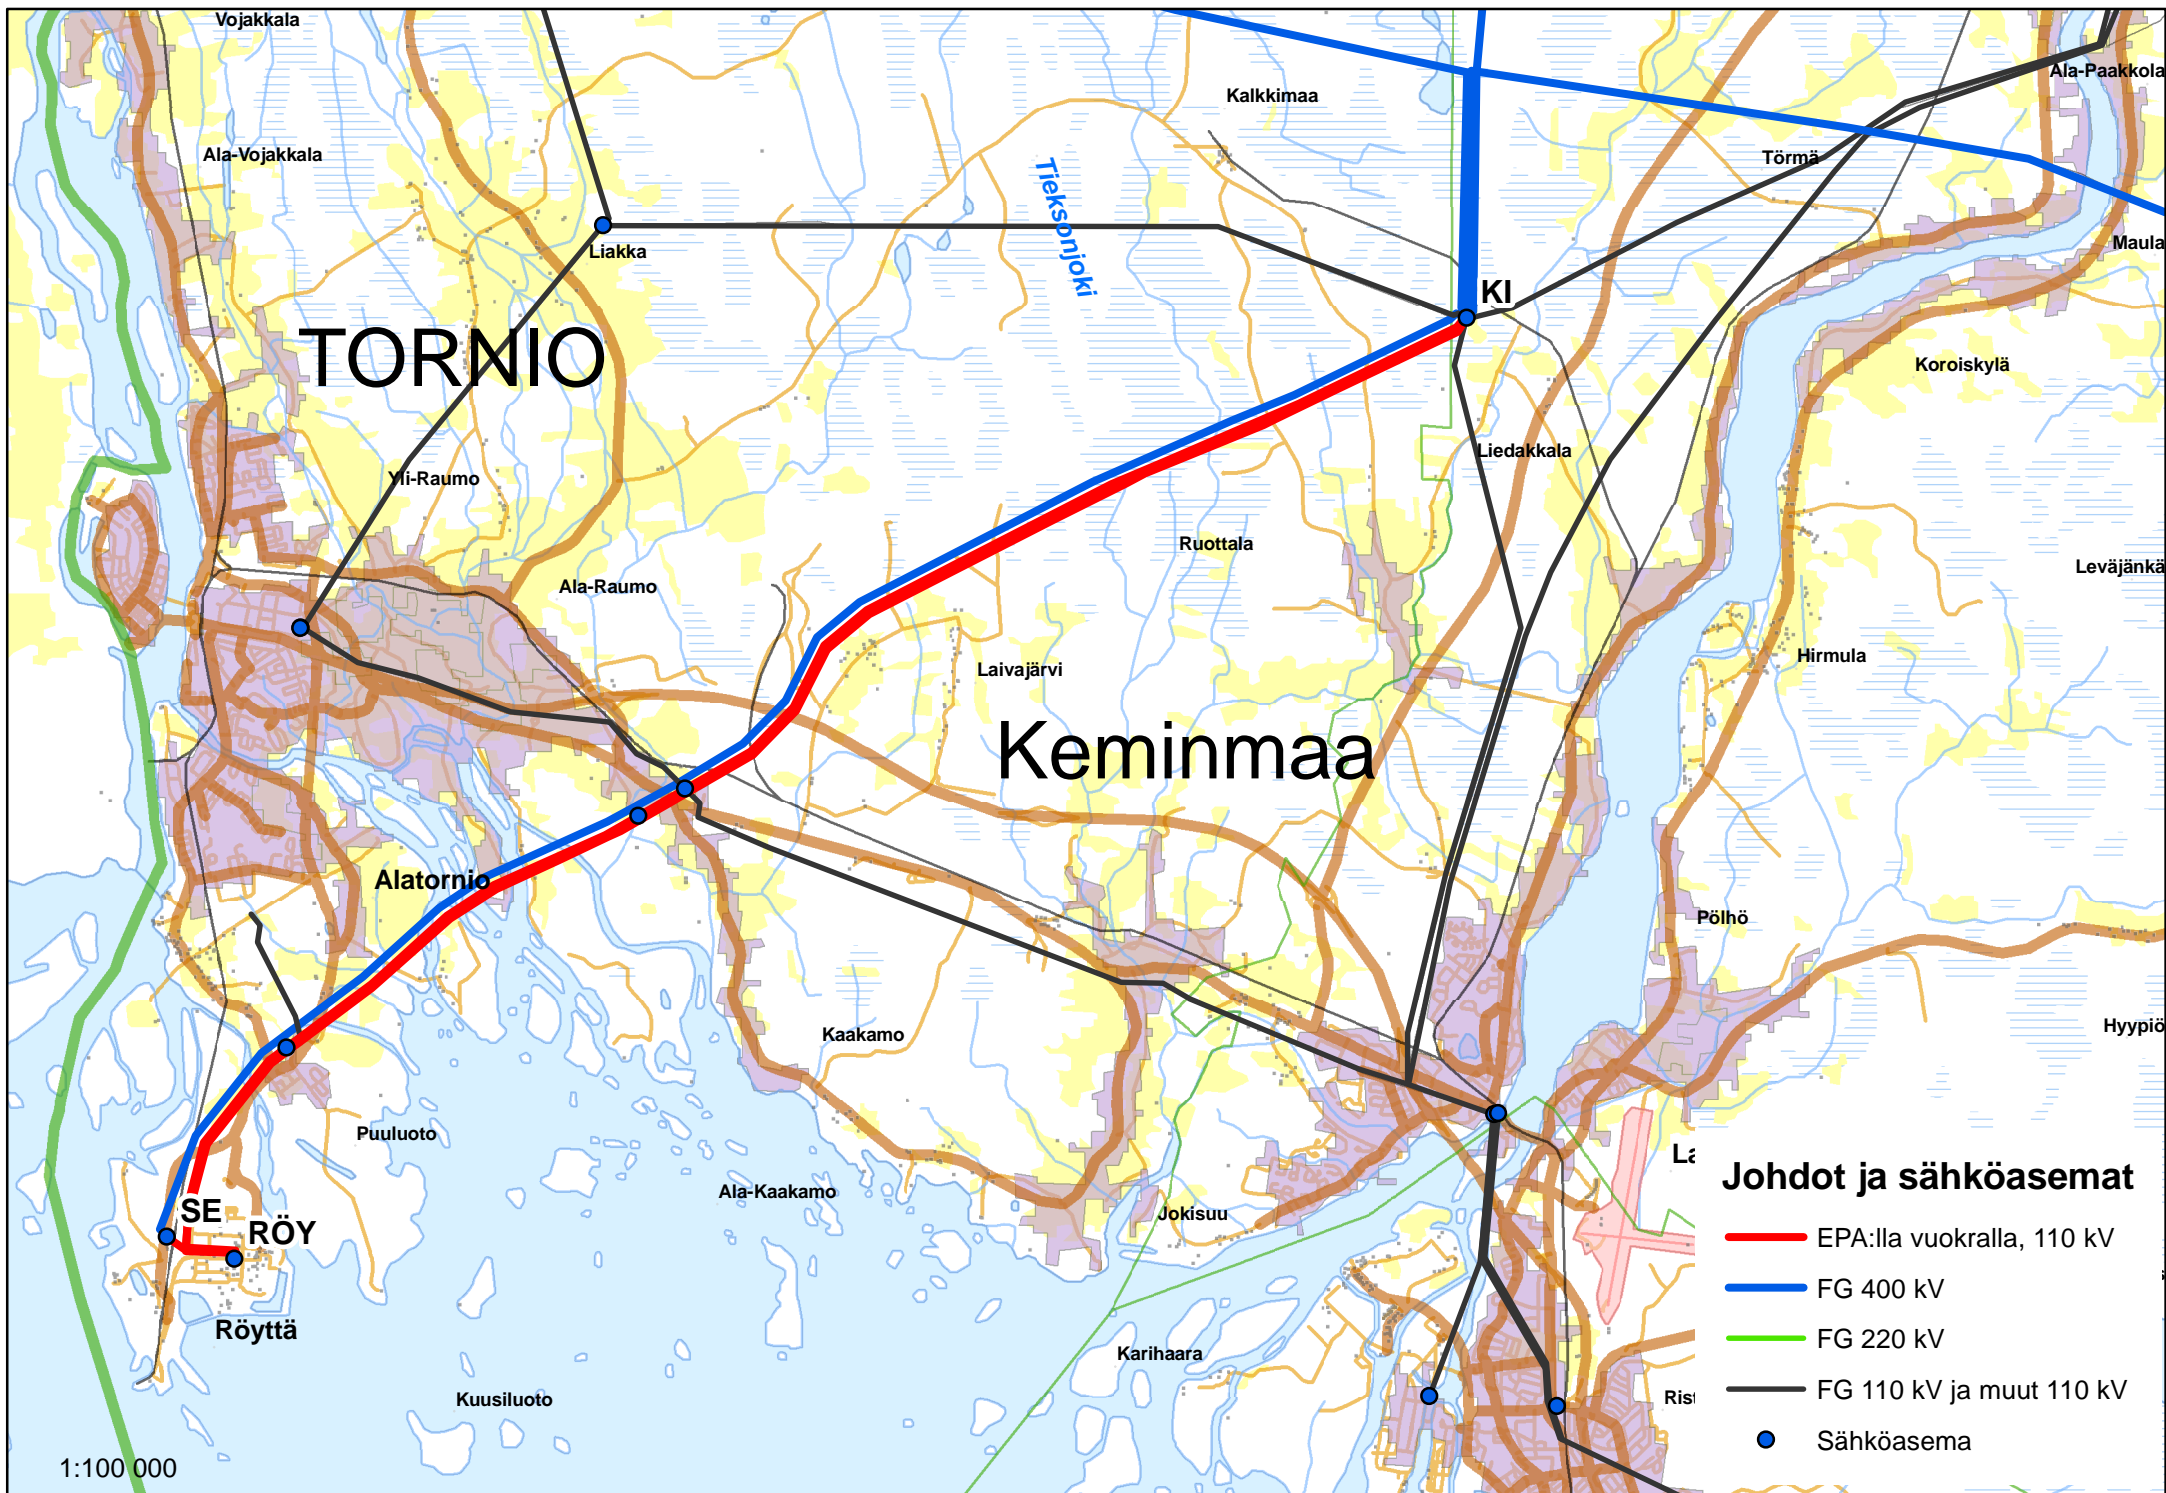 Vojakkala
Ala-Paakkola
Kalkkimaa
Ala-Vojakkala
Törmä
Tieksonjoki
Liakka
Maula
KI
TORNIO
Koroiskylä
Liedakkala
Yli-Raumo
Ruottala
Leväjänkä
Ala-Raumo
Laivajärvi
Hirmula
Keminmaa
Alatornio
Pölhö
Kaakamo
Hyypiö
Puuluoto
La
Ala-Kaakamo
Jokisuu
SE
RÖY
Röyttä
Karihaara
Kuusiluoto
Rist
1:100 000
Johdot ja sähköasemat
EPA:lla vuokralla, 110 kV
FG 400 kV
FG 220 kV
FG 110 kV ja muut 110 kV
Sähköasema